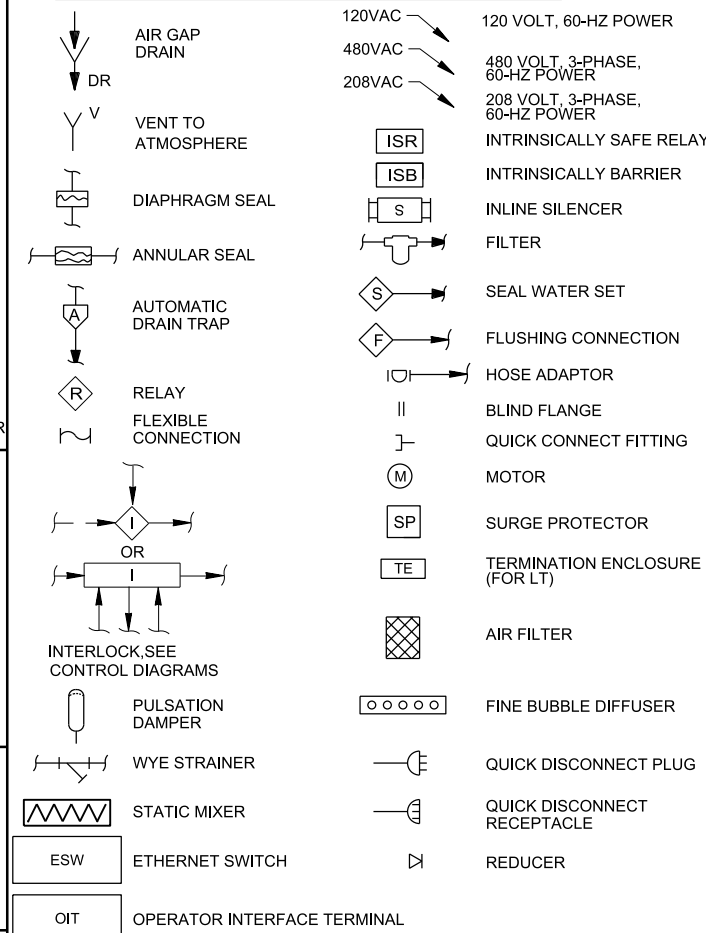 AIR GAP
DRAIN
DR
V
VENT TO
ATMOSPHERE
DIAPHRAGM SEAL
ANNULAR SEAL
A
AUTOMATIC
DRAIN TRAP
R
RELAY
FLEXIBLE
CONNECTION
R
I
OR
I
INTERLOCK,SEE
CONTROL DIAGRAMS
PULSATION
DAMPER
WYE STRAINER
STATIC MIXER
ESW
ETHERNET SWITCH
OIT
OPERATOR INTERFACE TERMINAL
120VAC
120 VOLT, 60-HZ POWER
480VAC
480 VOLT, 3-PHASE,
60-HZ POWER
208VAC
208 VOLT, 3-PHASE,
60-HZ POWER
ISR
INTRINSICALLY SAFE RELAY
ISB
INTRINSICALLY BARRIER
S
INLINE SILENCER
FILTER
S
SEAL WATER SET
F
FLUSHING CONNECTION
HOSE ADAPTOR
BLIND FLANGE
QUICK CONNECT FITTING
M
MOTOR
SP
SURGE PROTECTOR
TE
TERMINATION ENCLOSURE
(FOR LT)
AIR FILTER
FINE BUBBLE DIFFUSER
QUICK DISCONNECT PLUG
QUICK DISCONNECT
RECEPTACLE
REDUCER